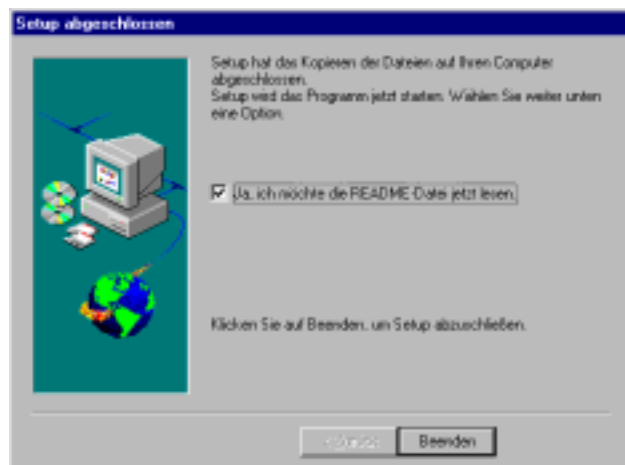 Setup abgeschlossen
Setup hat das Kopieren der Dateien auf Ihren Computer
abgeschlossen.
Setup wird das Programm jetzt starten. Wählen Sie weiter unten
eine Option.
Ja, ich möchte die README-Datei jetzt lesen.
Klicken Sie auf Beenden, um Setup abzuschließen.
< Zurück
Beenden